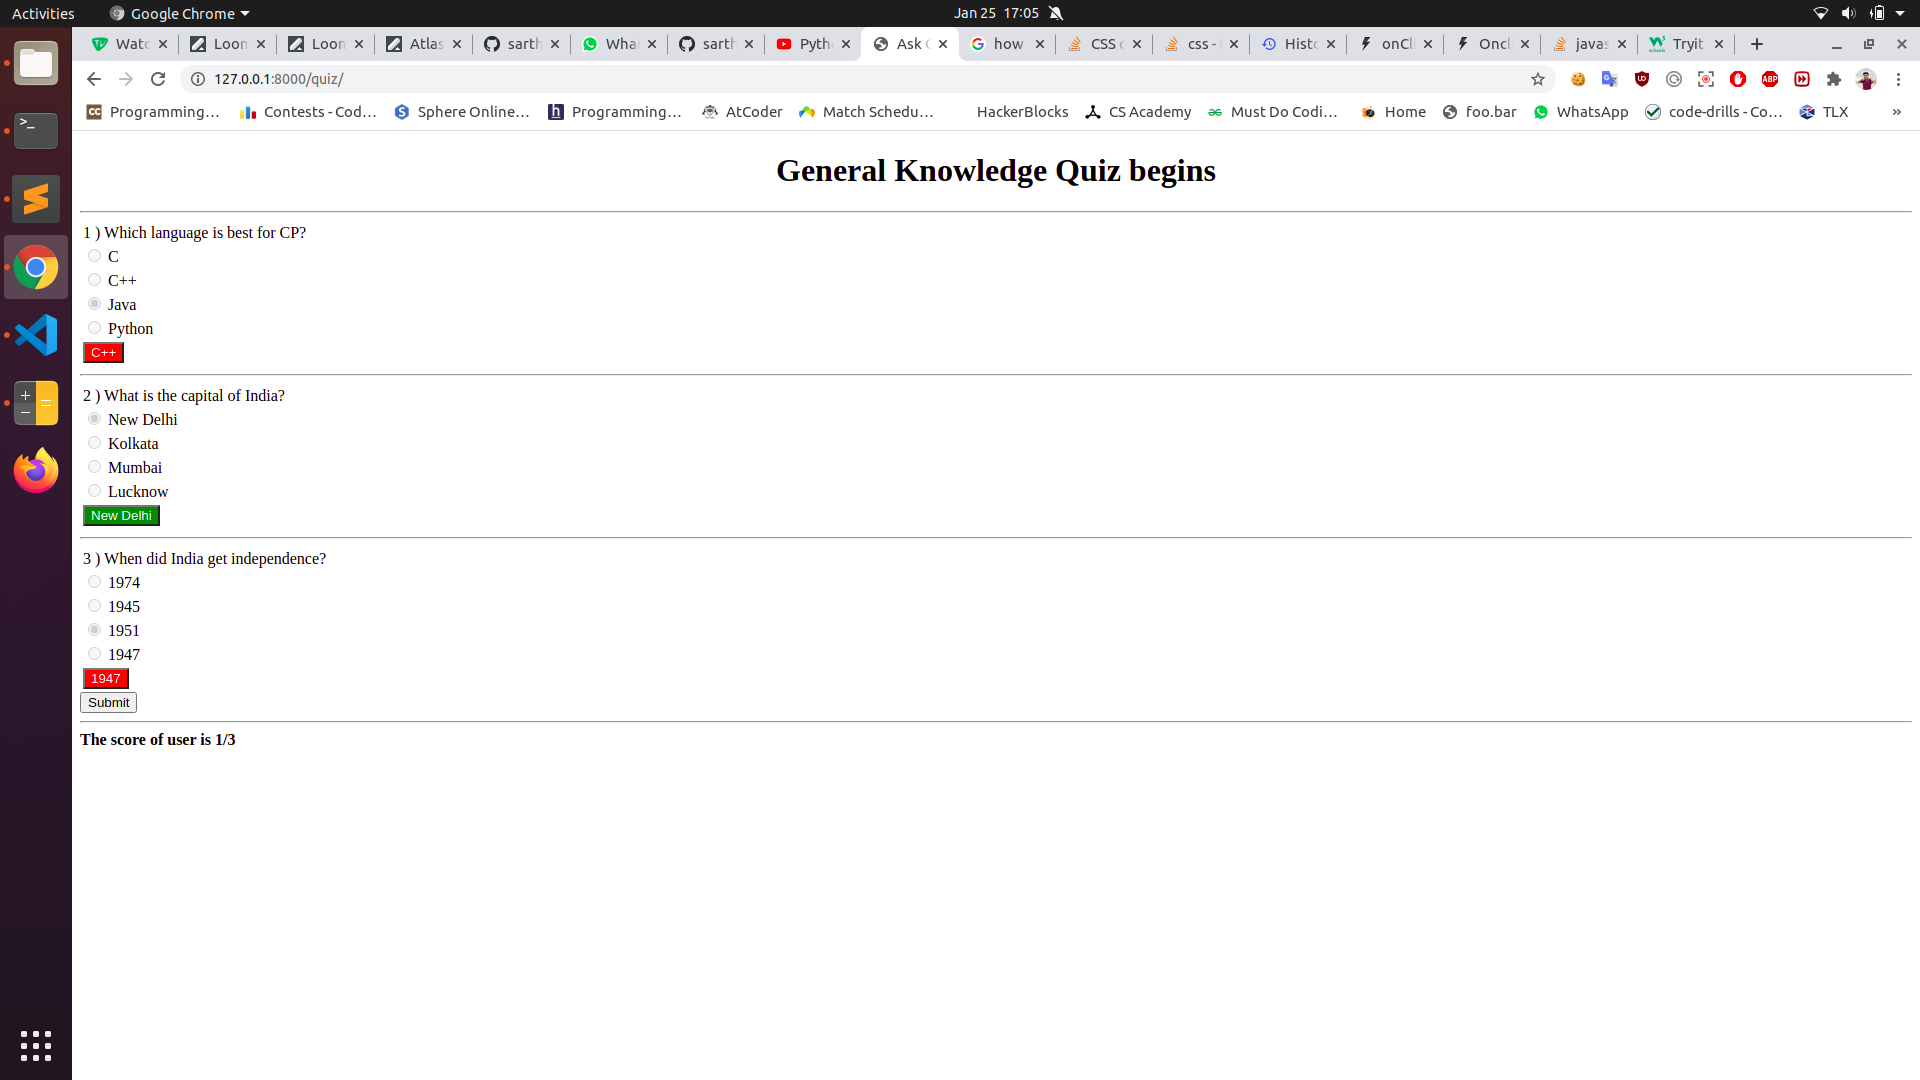 Activities Google Chrome Jan 25 17:05
Watc Loom Loom Atlas sarth What sarth Pyth Ask how CSS css - Histo onCli Oncl javas Tryit
127.0.0.1:8000/quiz/
Programming… Contests - Cod… Sphere Online… Programming… AtCoder Match Schedu… HackerBlocks CS Academy Must Do Codi… Home foo.bar WhatsApp code-drills - Co… TLX »
General Knowledge Quiz begins
1 ) Which language is best for CP?
C
C++
Java
Python
C++
2 ) What is the capital of India?
New Delhi
Kolkata
Mumbai
Lucknow
New Delhi
3 ) When did India get independence?
1974
1945
1951
1947
1947
Submit
The score of user is 1/3